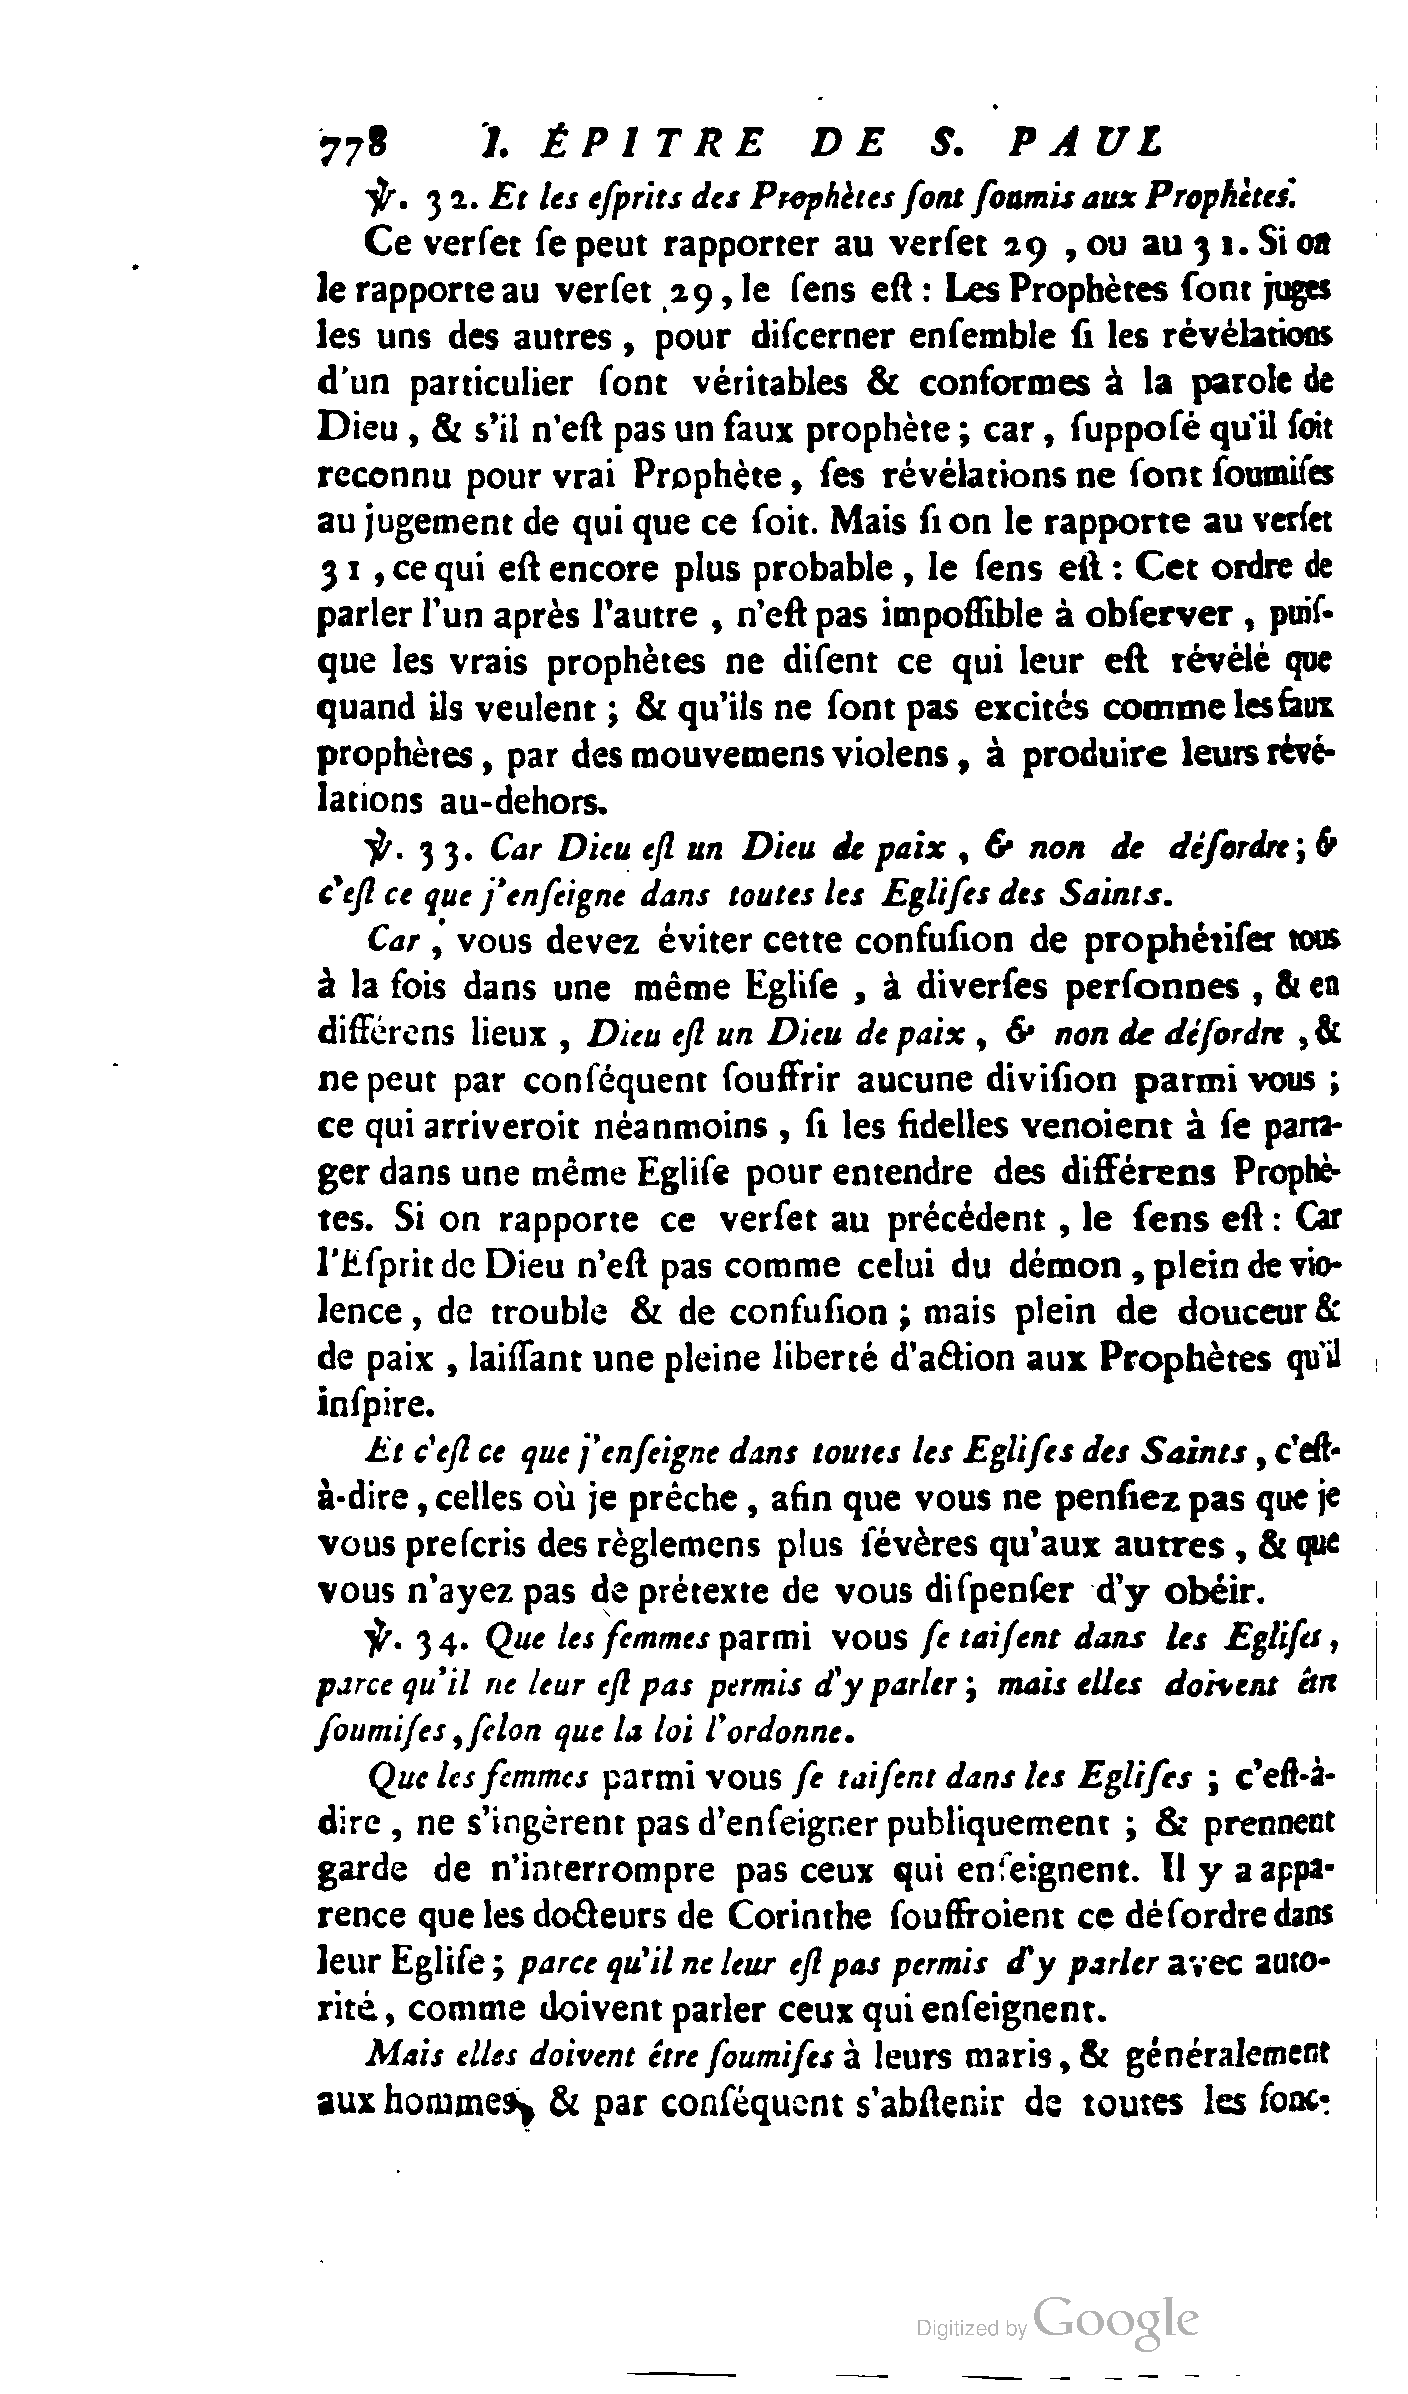 778 I. ÉPITRE DE S. PAUL
℣. 32. Et les eſprits des Prophètes ſont ſoumis aux Prophètes.
Ce verſet ſe peut rapporter au verſet 29 , ou au 31. Si on
le rapporte au verſet 29, le ſens eſt : Les Prophètes ſont juges
les uns des autres , pour diſcerner enſemble ſi les révélations
d'un particulier ſont véritables & conformes à la parole de
Dieu , & s'il n'eſt pas un faux prophète ; car , ſuppoſé qu'il ſoit
reconnu pour vrai Prophète, ſes révélations ne ſont ſoumiſes
au jugement de qui que ce ſoit. Mais ſi on le rapporte au verſet
31 , ce qui eſt encore plus probable , le ſens eſt : Cet ordre de
parler l'un après l'autre , n'eſt pas impoſſible à obſerver , puiſ-
que les vrais prophètes ne diſent ce qui leur eſt révélé que
quand ils veulent ; & qu'ils ne ſont pas excités comme les faux
prophètes, par des mouvemens violens, à produire leurs révé-
lations au-dehors.
℣. 33. Car Dieu eſt un Dieu de paix , & non de déſordre; &
c'eſt ce que j'enſeigne dans toutes les Egliſes des Saints.
Car , vous devez éviter cette confuſion de prophétiſer tous
à la fois dans une même Egliſe , à diverſes perſonnes , & en
différens lieux , Dieu eſt un Dieu de paix , & non de déſordre , &
ne peut par conſéquent ſouffrir aucune diviſion parmi vous ;
ce qui arriveroit néanmoins , ſi les fidelles venoient à ſe parta-
ger dans une même Egliſe pour entendre des différens Prophè-
tes. Si on rapporte ce verſet au précédent , le ſens eſt : Car
l'Eſprit de Dieu n'eſt pas comme celui du démon , plein de vio-
lence , de trouble & de confuſion ; mais plein de douceur &
de paix , laiſſant une pleine liberté d'action aux Prophètes qu'il
inſpire.
Et c'eſt ce que j'enſeigne dans toutes les Egliſes des Saints , c'eſt-
à-dire , celles où je prêche , afin que vous ne penſiez pas que je
vous preſcris des règlemens plus ſévères qu'aux autres , & que
vous n'ayez pas de prétexte de vous diſpenſer d'y obéir.
℣. 34. Que les femmes parmi vous ſe taiſent dans les Egliſes ,
parce qu'il ne leur eſt pas permis d'y parler ; mais elles doivent être
ſoumiſes , ſelon que la loi l'ordonne.
Que les femmes parmi vous ſe taiſent dans les Egliſes ; c'eſt-à-
dire , ne s'ingèrent pas d'enſeigner publiquement ; & prennent
garde de n'interrompre pas ceux qui enſeignent. Il y a appa-
rence que les docteurs de Corinthe ſouffroient ce déſordre dans
leur Egliſe ; parce qu'il ne leur eſt pas permis d'y parler avec auto-
rité, comme doivent parler ceux qui enſeignent.
Mais elles doivent être ſoumiſes à leurs maris, & généralement
aux hommes, & par conſéquent s'abſtenir de toutes les fonc-
Digitized by Google